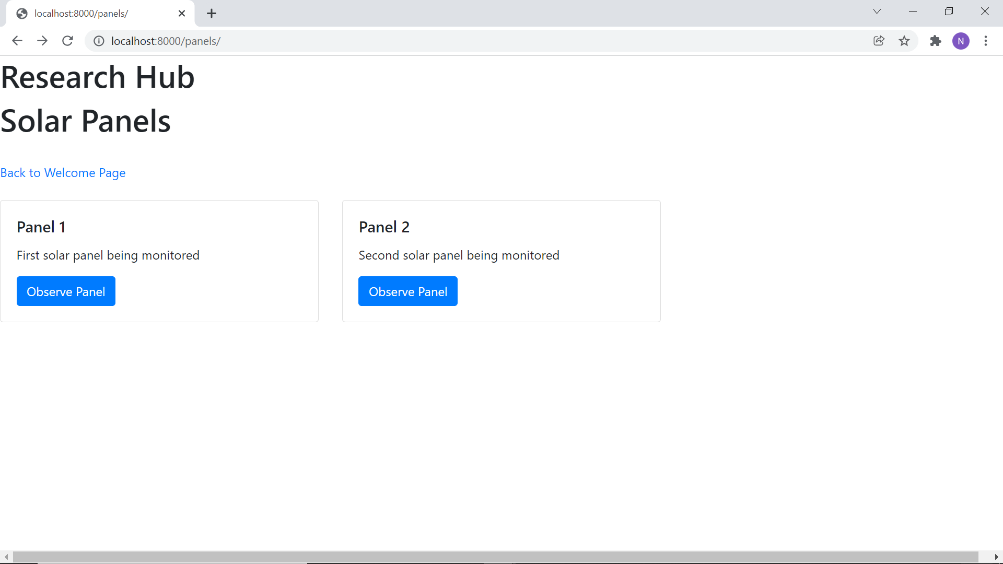 localhost:8000/panels/
localhost:8000/panels/
N
Research Hub
Solar Panels
Back to Welcome Page
Panel 1
First solar panel being monitored
Observe Panel
Panel 2
Second solar panel being monitored
Observe Panel